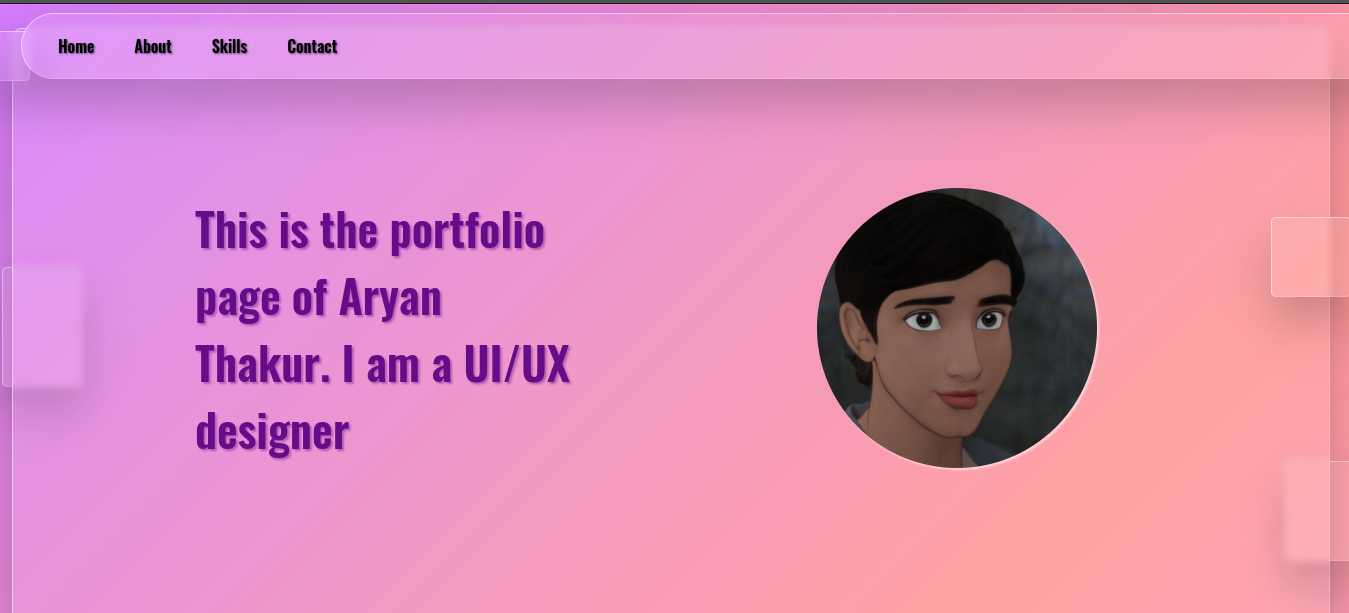 Home About Skills Contact
This is the portfolio
page of Aryan
Thakur. I am a UI/UX
designer